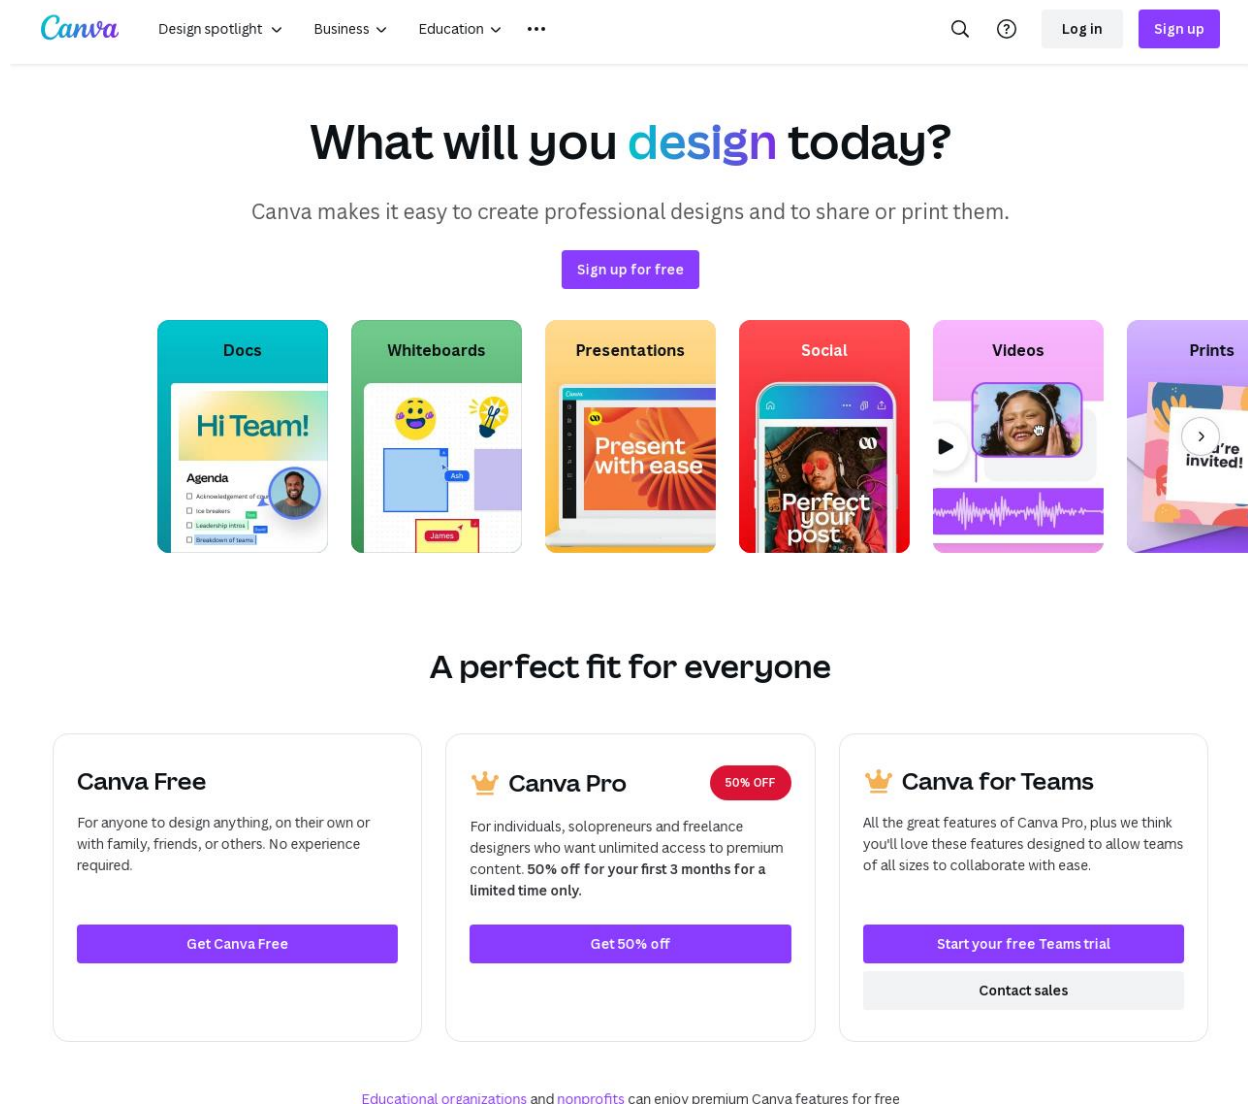 Canva
Design spotlight
Business
Education
Log in
Sign up
What will you design today?
Canva makes it easy to create professional designs and to share or print them.
Sign up for free
Docs
Hi Team!
Agenda
Acknowledgement of
Ice breakers
Leadership intros
Breakdown of teams
Whiteboards
Ash
James
Presentations
Canva
Present
with ease
Social
Perfect
your
post
Videos
Prints
invited!
A perfect fit for everyone
Canva Free
For anyone to design anything, on their own or
with family, friends, or others. No experience
required.
Get Canva Free
Canva Pro
50% OFF
For individuals, solopreneurs and freelance
designers who want unlimited access to premium
content. 50% off for your first 3 months for a
limited time only.
Get 50% off
Canva for Teams
All the great features of Canva Pro, plus we think
you'll love these features designed to allow teams
of all sizes to collaborate with ease.
Start your free Teams trial
Contact sales
Educational organizations and nonprofits can enjoy premium Canva features for free